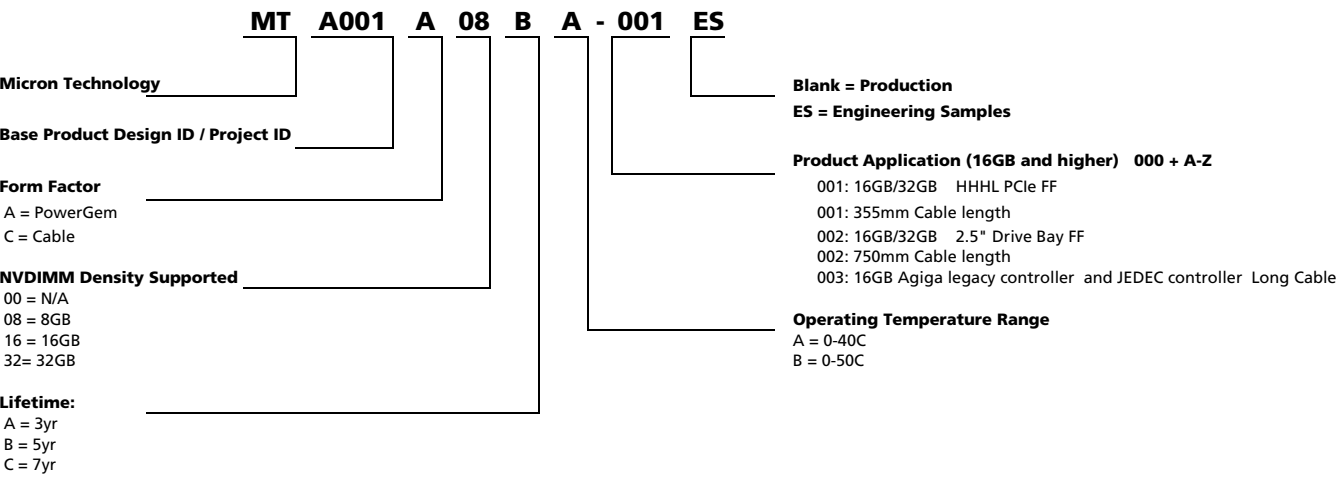 MT A001 A 08 B A - 001 ES
Micron Technology
Base Product Design ID / Project ID
Form Factor
A = PowerGem
C = Cable
NVDIMM Density Supported
00 = N/A
08 = 8GB
16 = 16GB
32= 32GB
Lifetime:
A = 3yr
B = 5yr
C = 7yr
Blank = Production
ES = Engineering Samples
Product Application (16GB and higher) 000 + A-Z
001: 16GB/32GB HHHL PCIe FF
001: 355mm Cable length
002: 16GB/32GB 2.5" Drive Bay FF
002: 750mm Cable length
003: 16GB Agiga legacy controller and JEDEC controller Long Cable
Operating Temperature Range
A = 0-40C
B = 0-50C